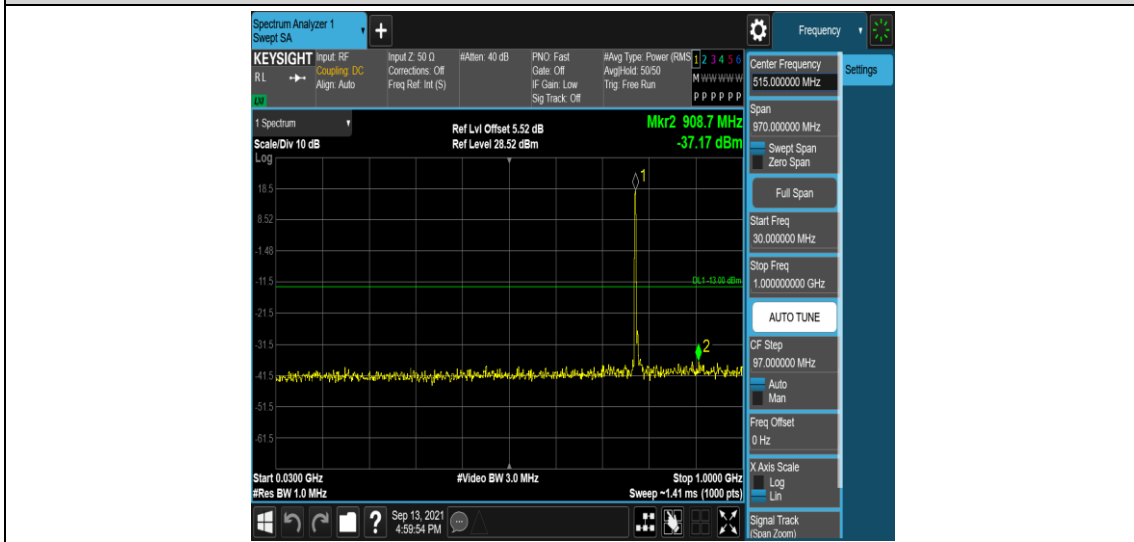 Spectrum Analyzer 1
Swept SA
Frequency
KEYSIGHT
RL
Input: RF
Coupling: DC
Align: Auto
Input Z: 50 Ω
Corrections: Off
Freq Ref: Int (S)
#Atten: 40 dB
PNO: Fast
Gate: Off
IF Gain: Low
Sig Track: Off
#Avg Type: Power (RMS
Avg|Hold: 50/50
Trig: Free Run
1 2 3 4 5 6
M W W W W W
P P P P P P
1 Spectrum
Scale/Div 10 dB
Log
Ref Lvl Offset 5.52 dB
Ref Level 28.52 dBm
Mkr2 908.7 MHz
-37.17 dBm
1
18.5
8.52
-1.48
-11.5
DL1 -13.00 dBm
-21.5
-31.5
2
-41.5
-51.5
-61.5
Start 0.0300 GHz
#Res BW 1.0 MHz
#Video BW 3.0 MHz
Stop 1.0000 GHz
Sweep ~1.41 ms (1000 pts)
Sep 13, 2021
4:59:54 PM
Center Frequency
515.000000 MHz
Settings
Span
970.000000 MHz
Swept Span
Zero Span
Full Span
Start Freq
30.000000 MHz
Stop Freq
1.000000000 GHz
AUTO TUNE
CF Step
97.000000 MHz
Auto
Man
Freq Offset
0 Hz
X Axis Scale
Log
Lin
Signal Track
(Span Zoom)